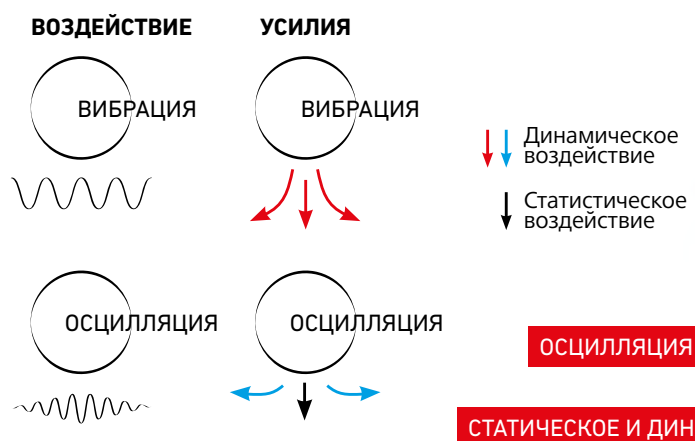 ВОЗДЕЙСТВИЕ
УСИЛИЯ
ВИБРАЦИЯ
ВИБРАЦИЯ
Динамическое
воздействие
Статистическое
воздействие
ОСЦИЛЛЯЦИЯ
ОСЦИЛЛЯЦИЯ
ОСЦИЛЛЯЦИЯ
СТАТИЧЕСКОЕ И ДИН